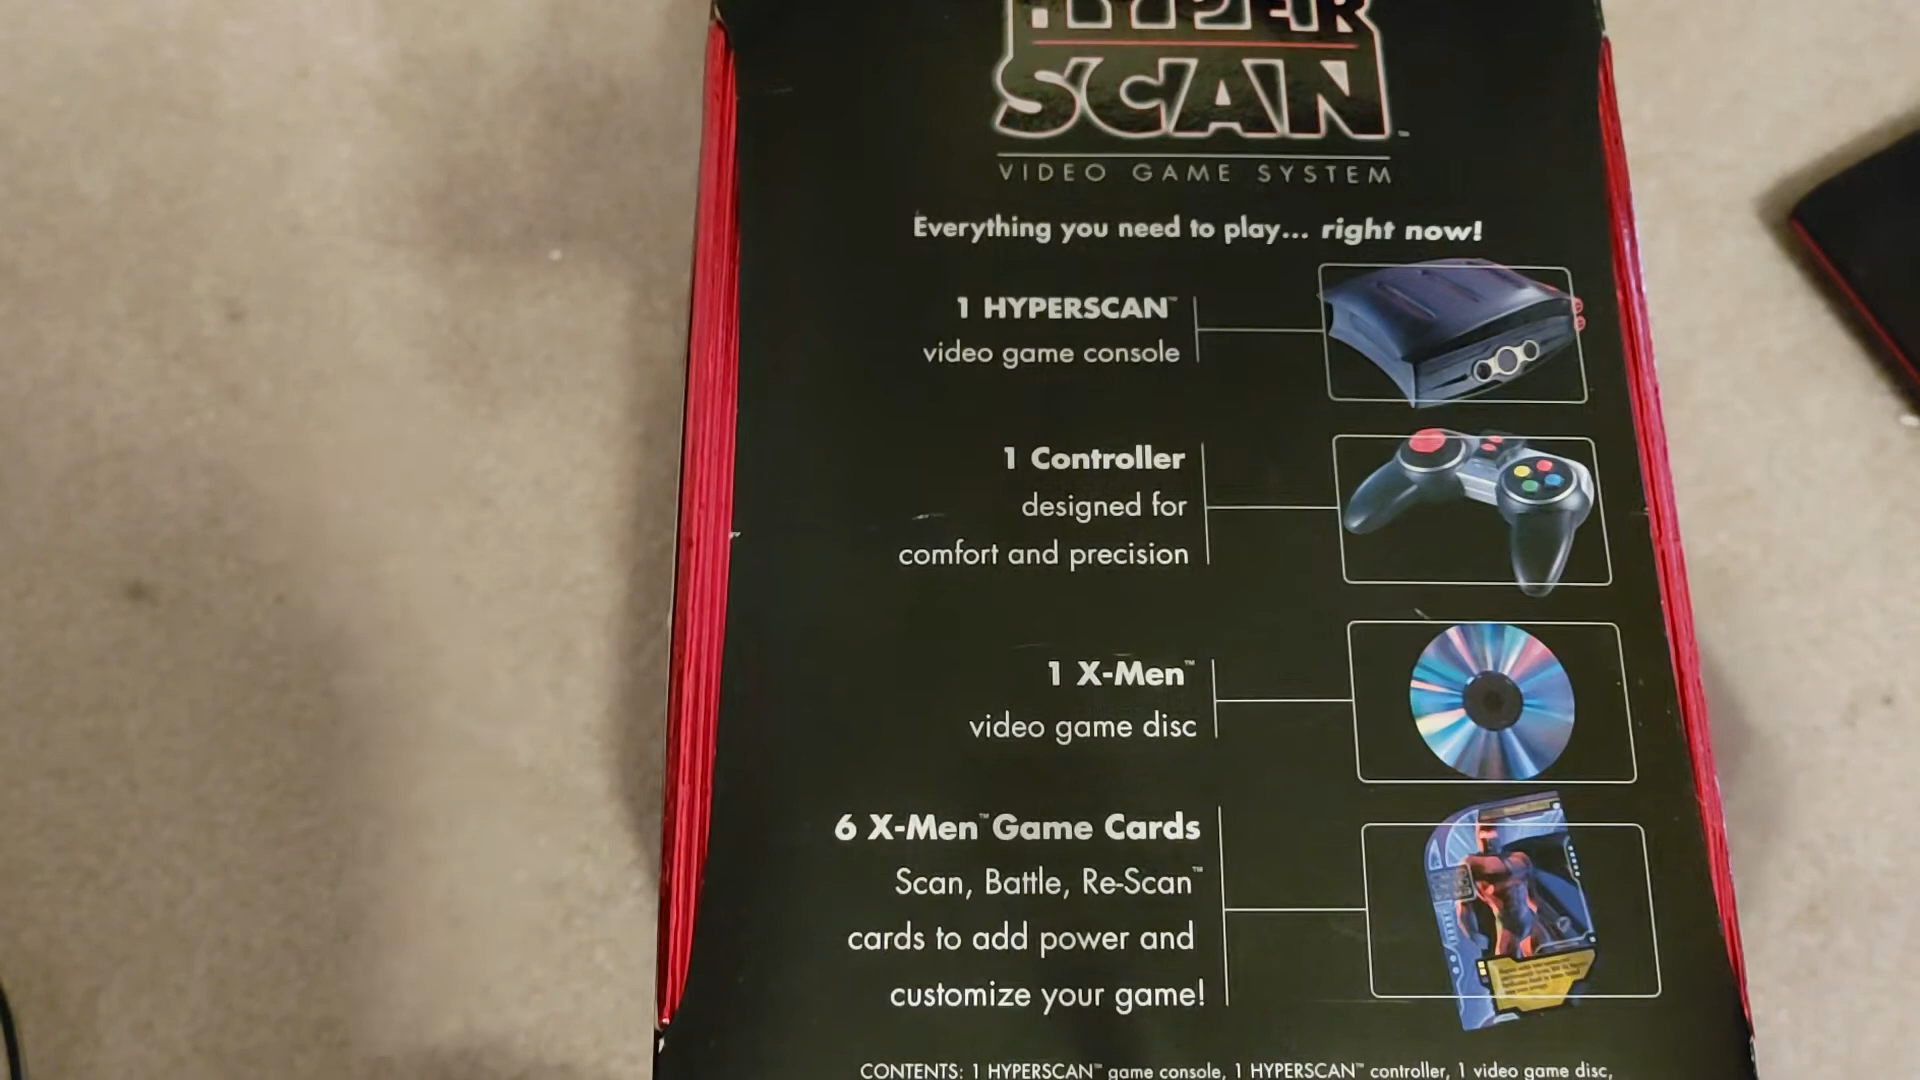 HYPER
SCAN™
VIDEO GAME SYSTEM
Everything you need to play... right now!
1 HYPERSCAN™
video game console
1 Controller
designed for
comfort and precision
1 X-Men™
video game disc
6 X-Men™ Game Cards
Scan, Battle, Re-Scan™
cards to add power and
customize your game!
CONTENTS: 1 HYPERSCAN™ game console, 1 HYPERSCAN™ controller, 1 video game disc,